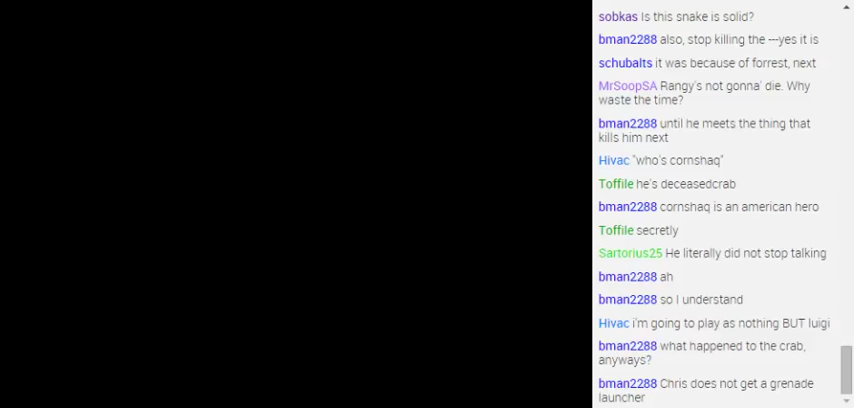 sobkas Is this snake is solid?
bman2288 also, stop killing the ---yes it is
schubalts it was because of forrest, next
MrSoopSA Rangy's not gonna' die. Why
waste the time?
bman2288 until he meets the thing that
kills him next
Hivac "who's cornshaq"
Toffile he's deceasedcrab
bman2288 cornshaq is an american hero
Toffile secretly
Sartorius25 He literally did not stop talking
bman2288 ah
bman2288 so I understand
Hivac i'm going to play as nothing BUT luigi
bman2288 what happened to the crab,
anyways?
bman2288 Chris does not get a grenade
launcher